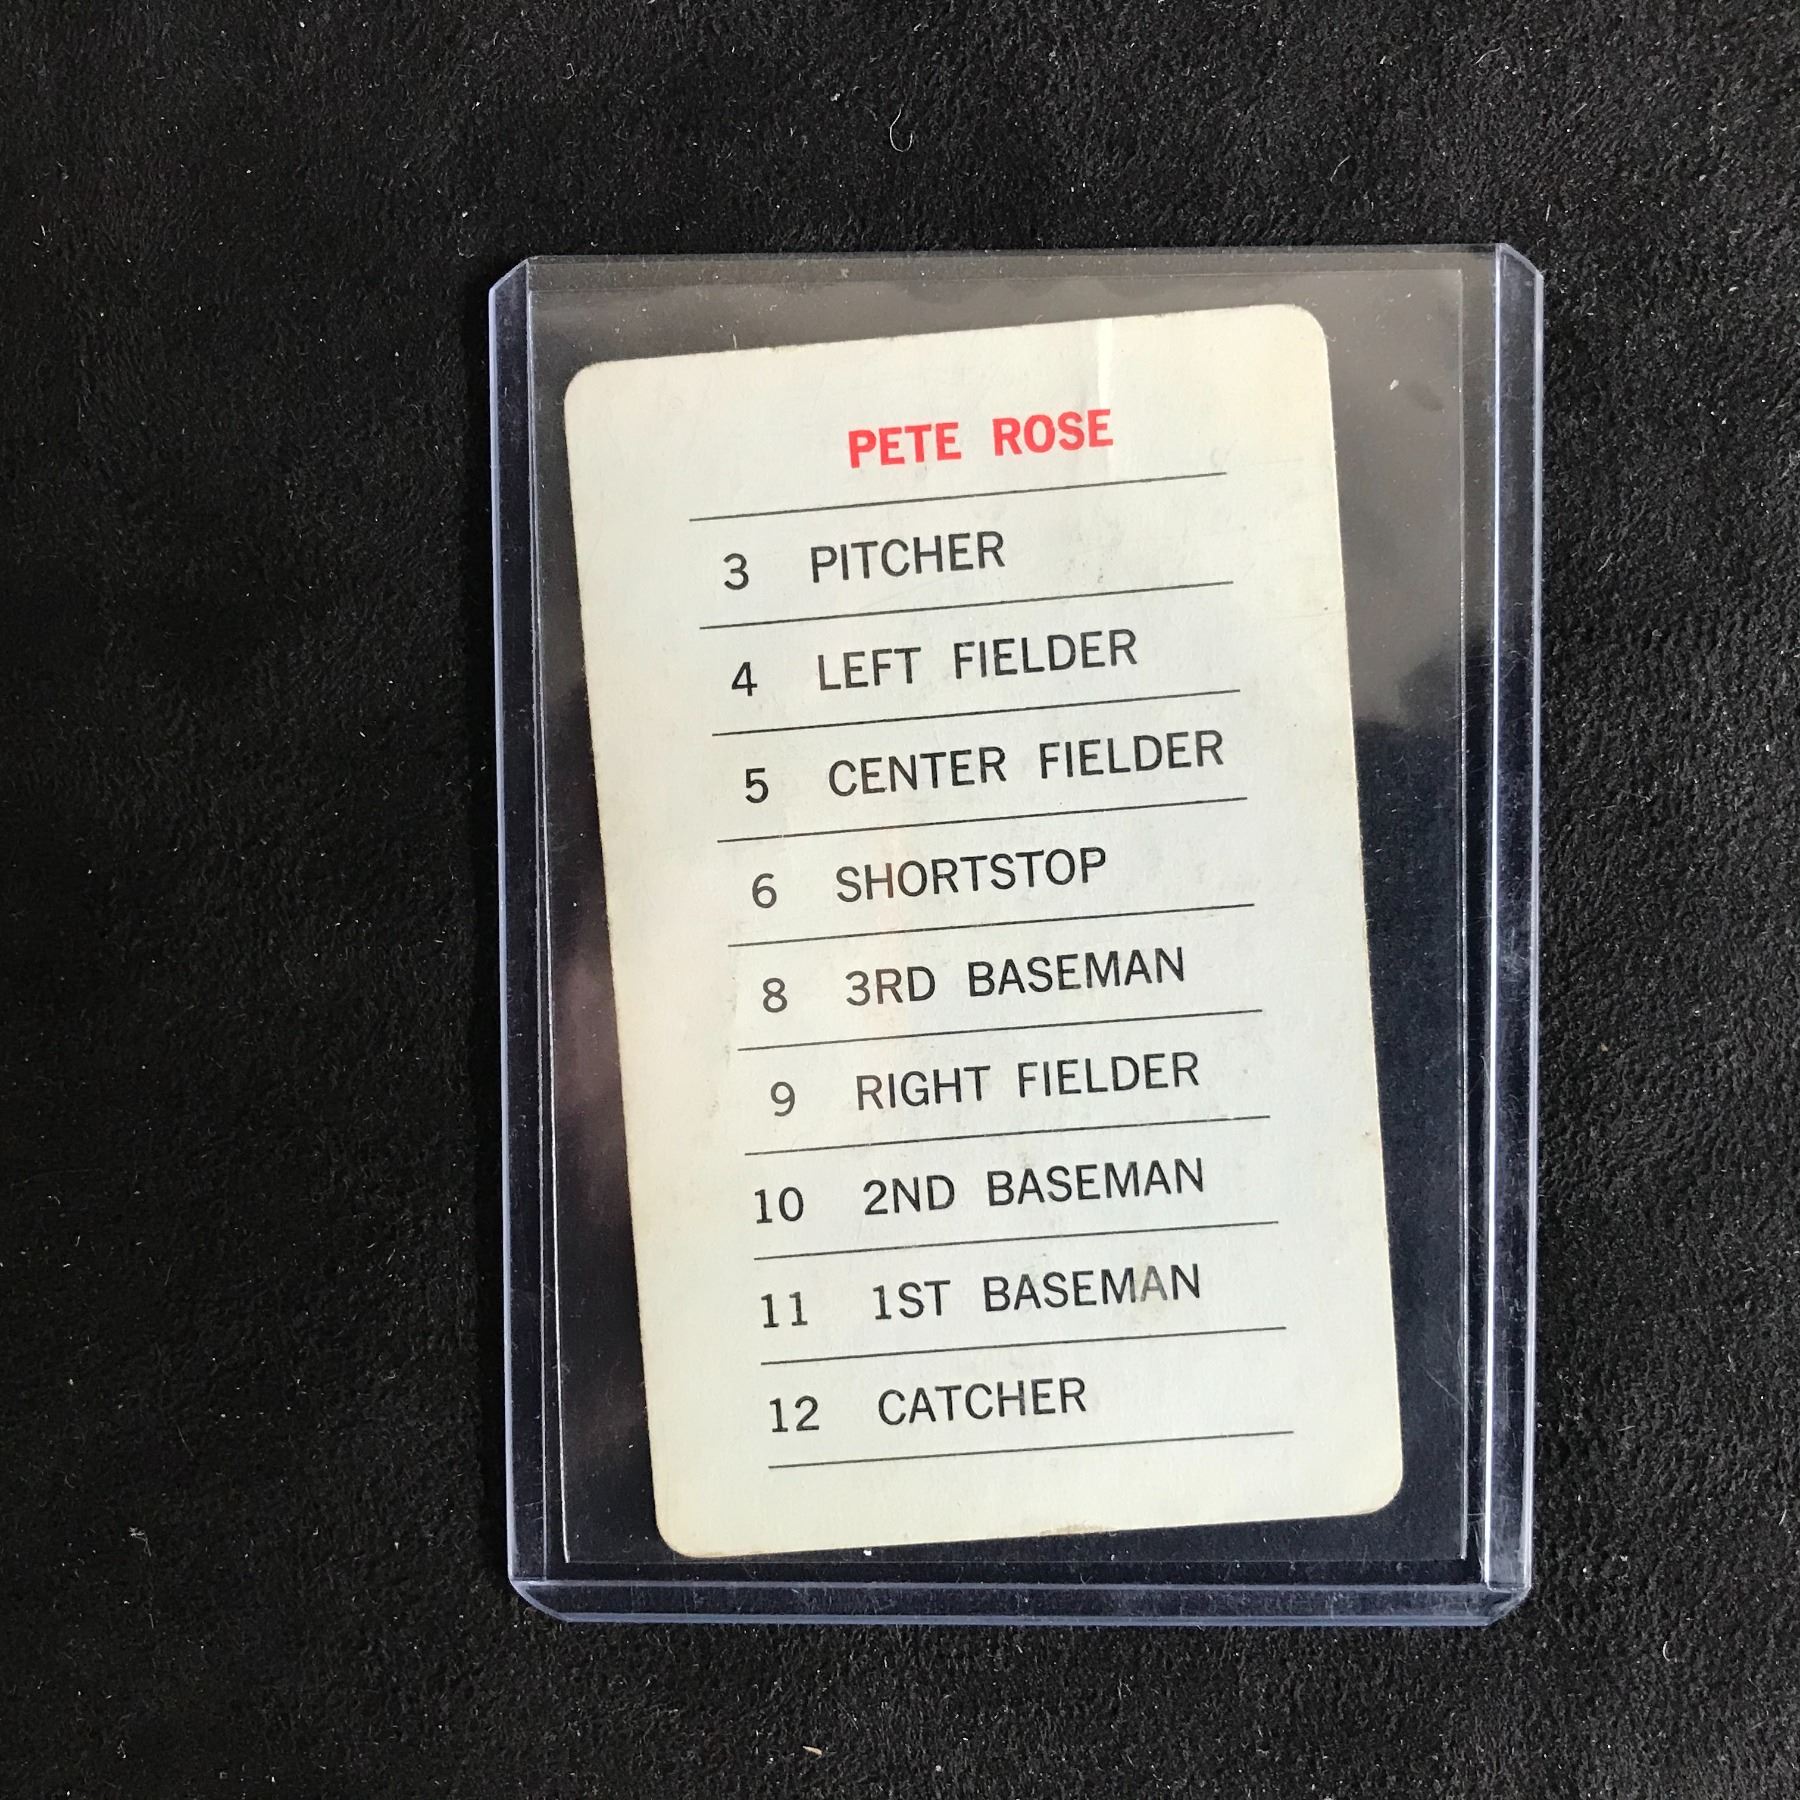 PETE ROSE
3 PITCHER
4 LEFT FIELDER
5 CENTER FIELDER
6 SHORTSTOP
8 3RD BASEMAN
9 RIGHT FIELDER
10 2ND BASEMAN
11 1ST BASEMAN
12 CATCHER